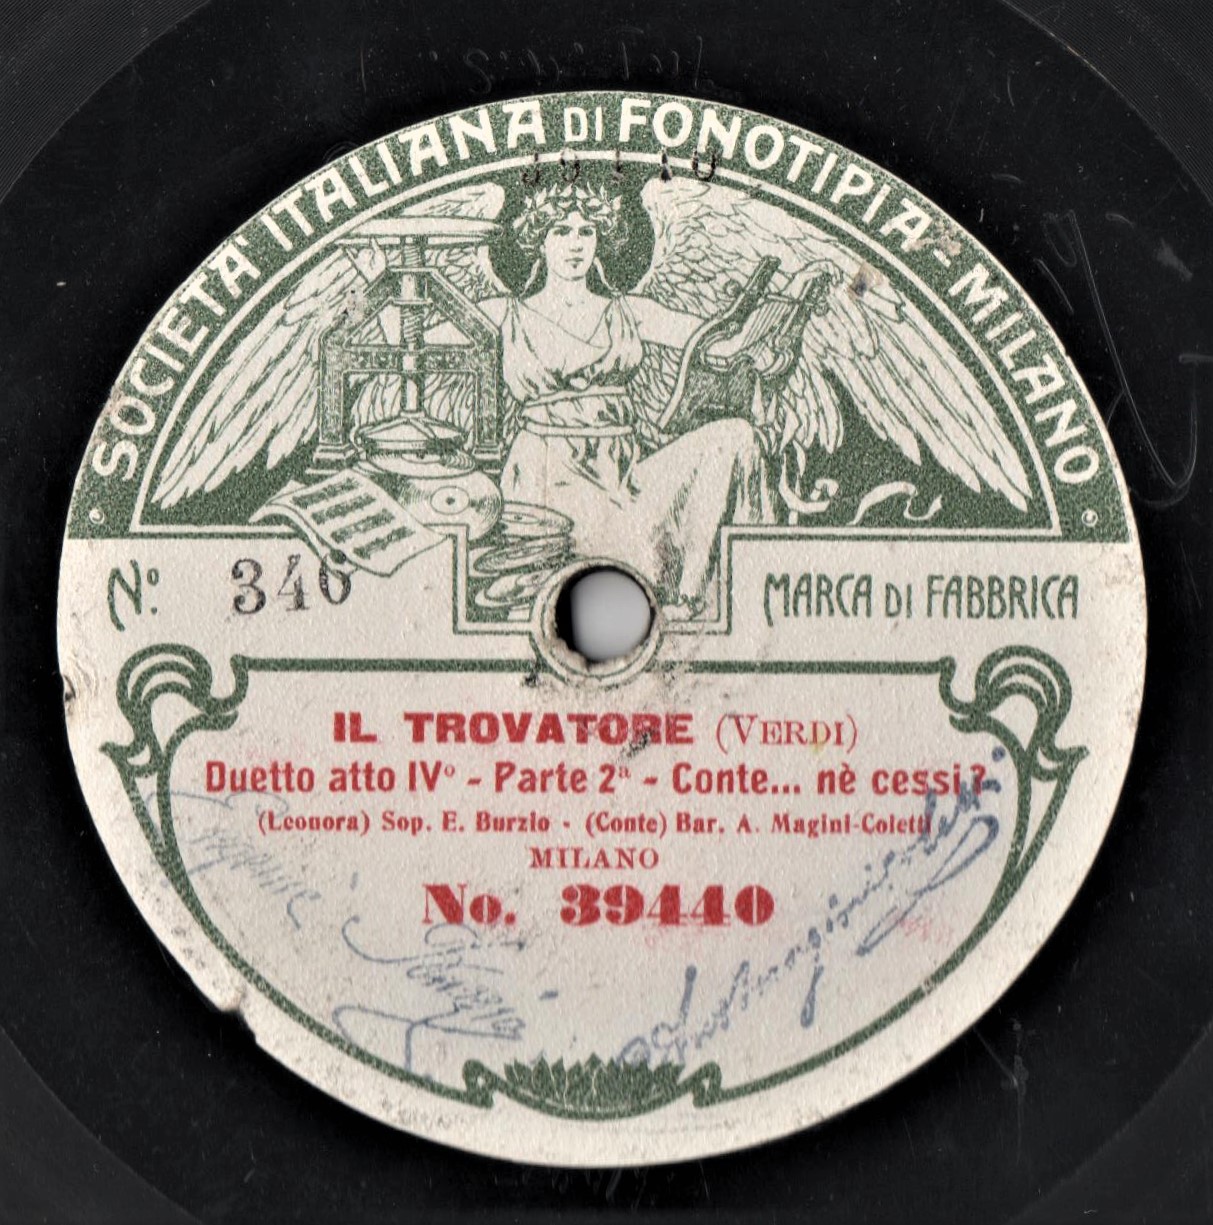 SOCIETA' ITALIANA DI FONOTIPIA - MILANO
No. 340
MARCA DI FABBRICA
IL TROVATORE (VERDI)
Duetto atto IVo - Parte 2a - Conte... nè cessi?
(Leonora) Sop. E. Burzio - (Conte) Bar. A. Magini-Coletti
MILANO
No. 39440